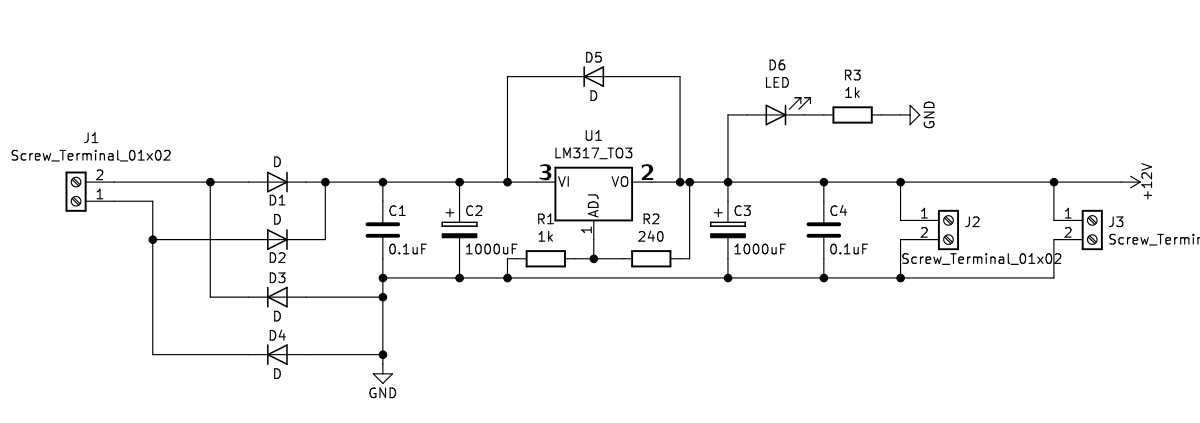 D5
D
D6
LED
R3
1k
GND
J1
Screw_Terminal_01x02
2
1
D
D1
D
D2
D3
D
D4
D
GND
C1
0.1uF
+
C2
1000uF
U1
LM317_TO3
3
2
VI
VO
ADJ
1
R1
1k
R2
240
+
C3
1000uF
C4
0.1uF
1
2
J2
Screw_Terminal_01x02
1
2
J3
Screw_Termir
+12V